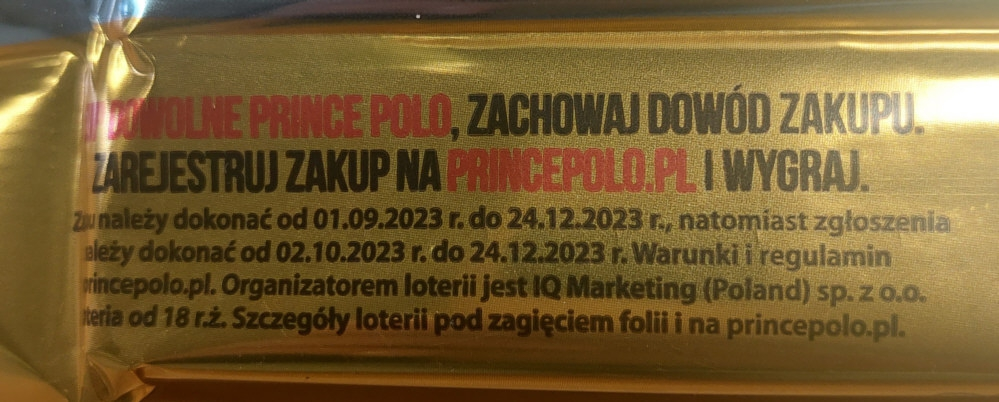 DOWOLNE PRINCE POLO, ZACHOWAJ DOWÓD ZAKUPU.
ZAREJESTRUJ ZAKUP NA PRINCEPOLO.PL I WYGRAJ.
należy dokonać od 01.09.2023 r. do 24.12.2023 r., natomiast zgłoszenia
należy dokonać od 02.10.2023 r. do 24.12.2023 r. Warunki i regulamin
princepolo.pl. Organizatorem loterii jest IQ Marketing (Poland) sp. z o.o.
loteria od 18 r.ż. Szczegóły loterii pod zagięciem folii i na princepolo.pl.